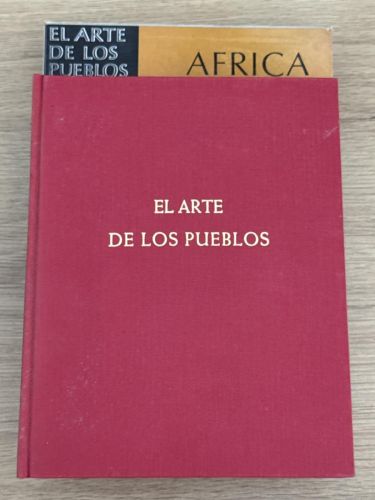 EL ARTE
DE LOS
PUEBLOS
AFRICA
EL ARTE
DE LOS PUEBLOS